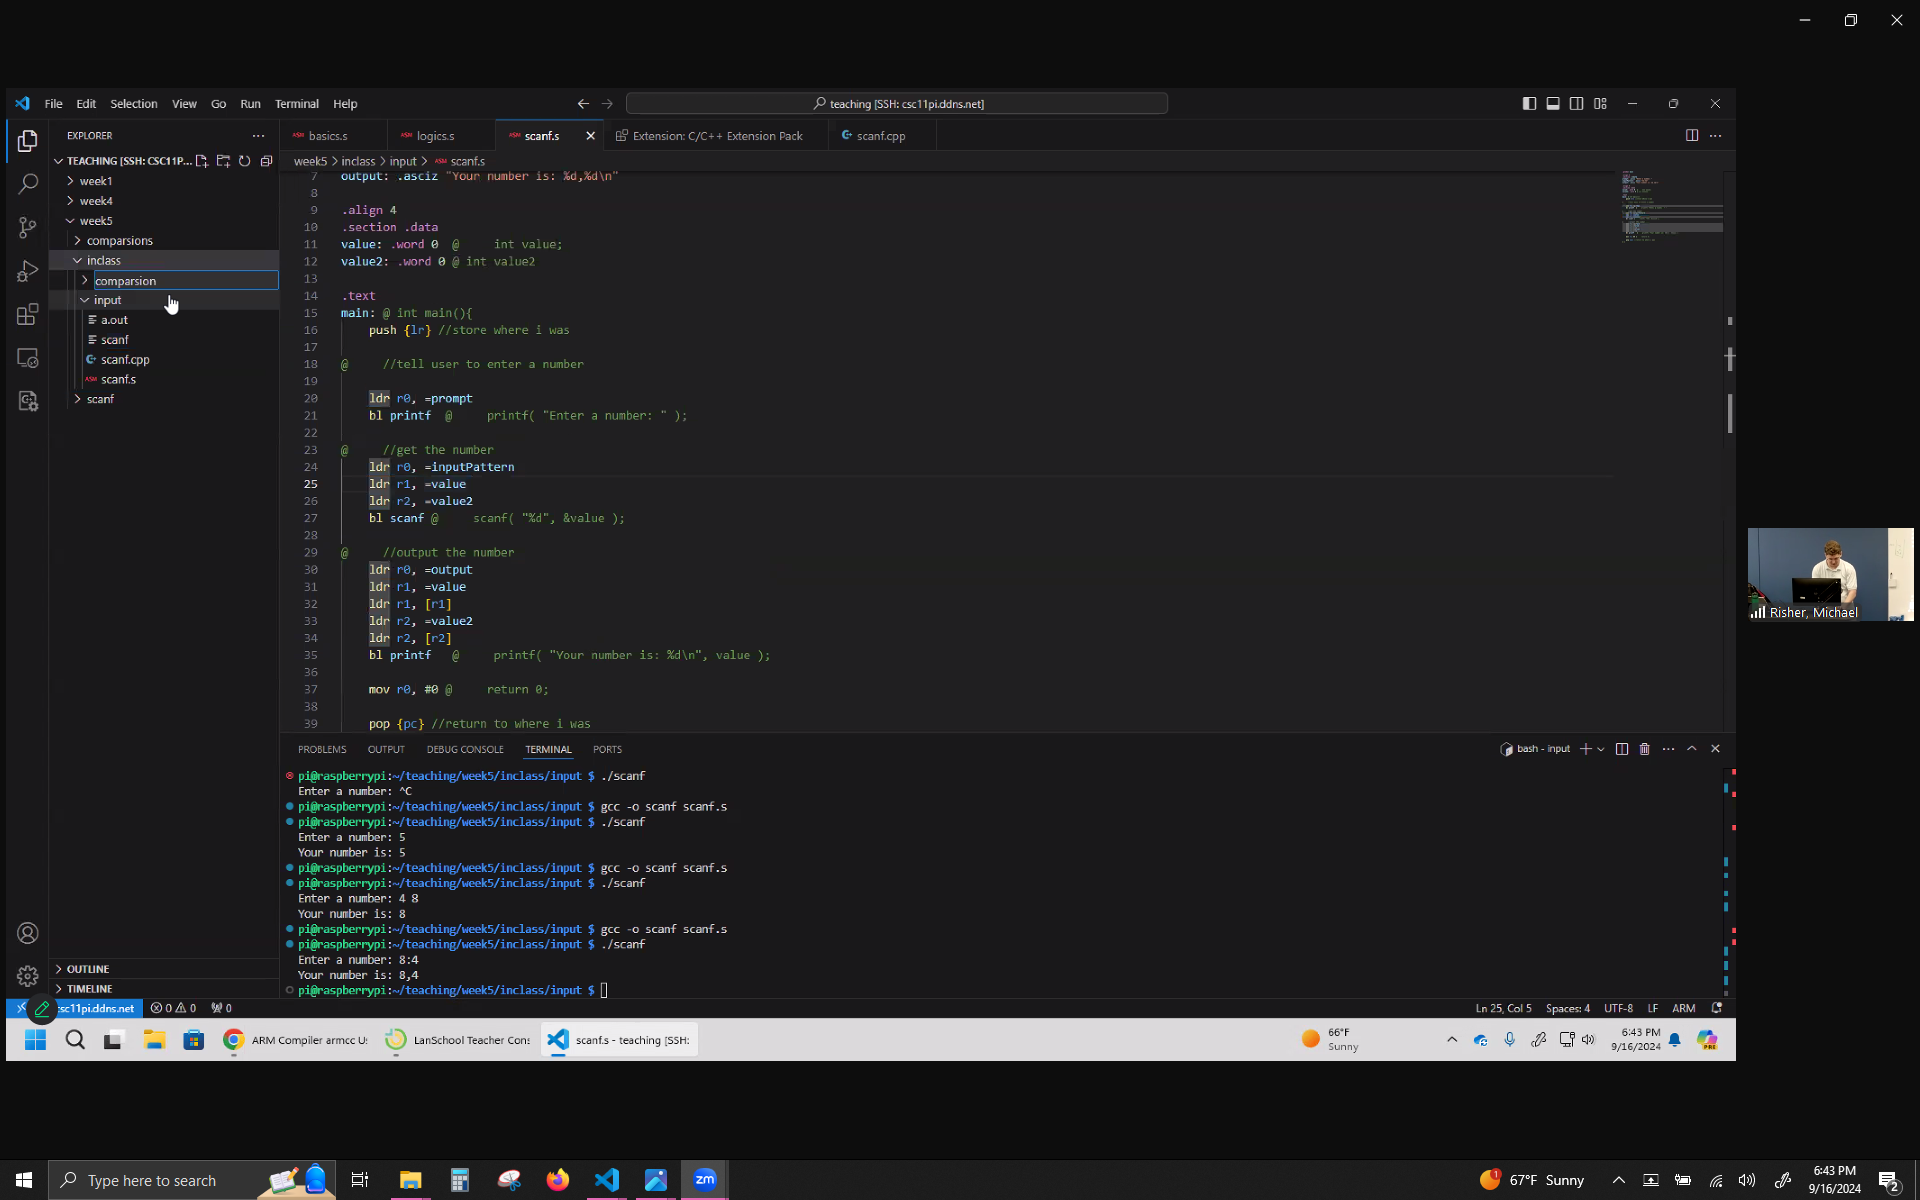 File Edit Selection View Go Run Terminal Help
teaching [SSH: csc11pi.ddns.net]
EXPLORER
TEACHING [SSH: CSC11P...
week1
week4
week5
comparsions
inclass
comparsion
input
a.out
scanf
scanf.cpp
scanf.s
scanf
OUTLINE
TIMELINE
basics.s logics.s scanf.s Extension: C/C++ Extension Pack scanf.cpp
week5 > inclass > input > scanf.s
7 output: .asciz "Your number is: %d,%d\n"
8
9 .align 4
10 .section .data
11 value: .word 0 @ int value;
12 value2: .word 0 @ int value2
13
14 .text
15 main: @ int main(){
16 push {lr} //store where i was
17
18 @ //tell user to enter a number
19
20 ldr r0, =prompt
21 bl printf @ printf( "Enter a number: " );
22
23 @ //get the number
24 ldr r0, =inputPattern
25 ldr r1, =value
26 ldr r2, =value2
27 bl scanf @ scanf( "%d", &value );
28
29 @ //output the number
30 ldr r0, =output
31 ldr r1, =value
32 ldr r1, [r1]
33 ldr r2, =value2
34 ldr r2, [r2]
35 bl printf @ printf( "Your number is: %d\n", value );
36
37 mov r0, #0 @ return 0;
38
39 pop {pc} //return to where i was
PROBLEMS OUTPUT DEBUG CONSOLE TERMINAL PORTS
bash - input
pi@raspberrypi:~/teaching/week5/inclass/input $ ./scanf
Enter a number: ^C
pi@raspberrypi:~/teaching/week5/inclass/input $ gcc -o scanf scanf.s
pi@raspberrypi:~/teaching/week5/inclass/input $ ./scanf
Enter a number: 5
Your number is: 5
pi@raspberrypi:~/teaching/week5/inclass/input $ gcc -o scanf scanf.s
pi@raspberrypi:~/teaching/week5/inclass/input $ ./scanf
Enter a number: 4 8
Your number is: 8
pi@raspberrypi:~/teaching/week5/inclass/input $ gcc -o scanf scanf.s
pi@raspberrypi:~/teaching/week5/inclass/input $ ./scanf
Enter a number: 8:4
Your number is: 8,4
pi@raspberrypi:~/teaching/week5/inclass/input $
csc11pi.ddns.net 0 0 0
Ln 25, Col 5 Spaces: 4 UTF-8 LF ARM
ARM Compiler armcc Us LanSchool Teacher Cons scanf.s - teaching [SSH:
66°F
Sunny
6:43 PM
9/16/2024
PRE
Risher, Michael
Type here to search
zm
1
67°F Sunny
6:43 PM
9/16/2024
2